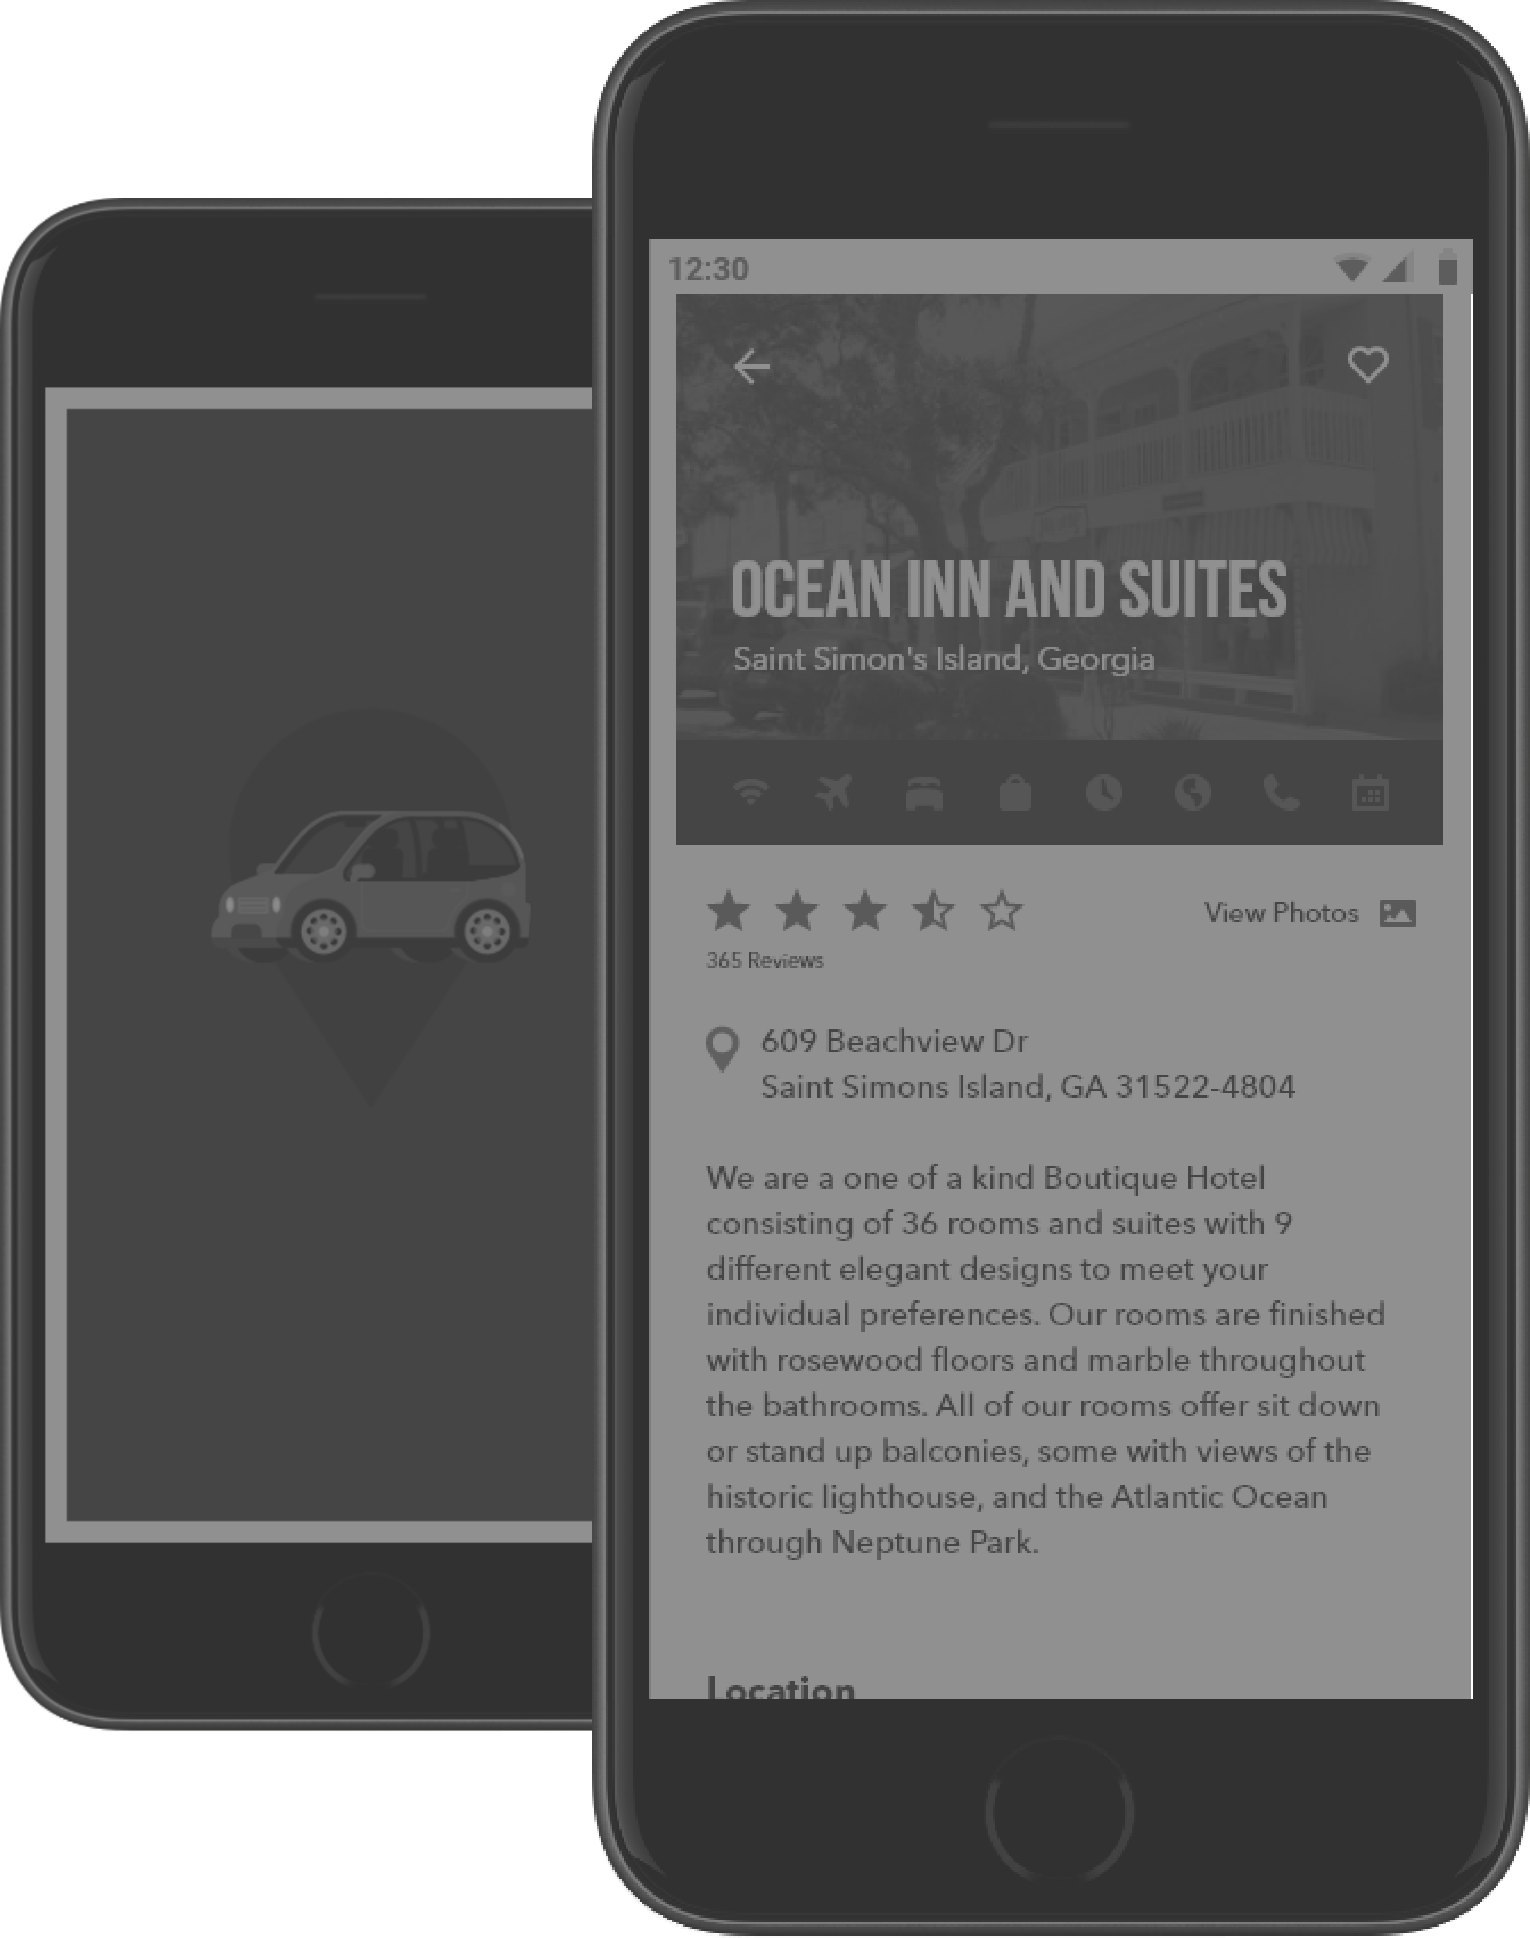 12:30
OCEAN INN AND SUITES
Saint Simon's Island, Georgia
View Photos
365 Reviews
609 Beachview Dr
Saint Simons Island, GA 31522-4804
We are a one of a kind Boutique Hotel
consisting of 36 rooms and suites with 9
different elegant designs to meet your
individual preferences. Our rooms are finished
with rosewood floors and marble throughout
the bathrooms. All of our rooms offer sit down
or stand up balconies, some with views of the
historic lighthouse, and the Atlantic Ocean
through Neptune Park.
Location